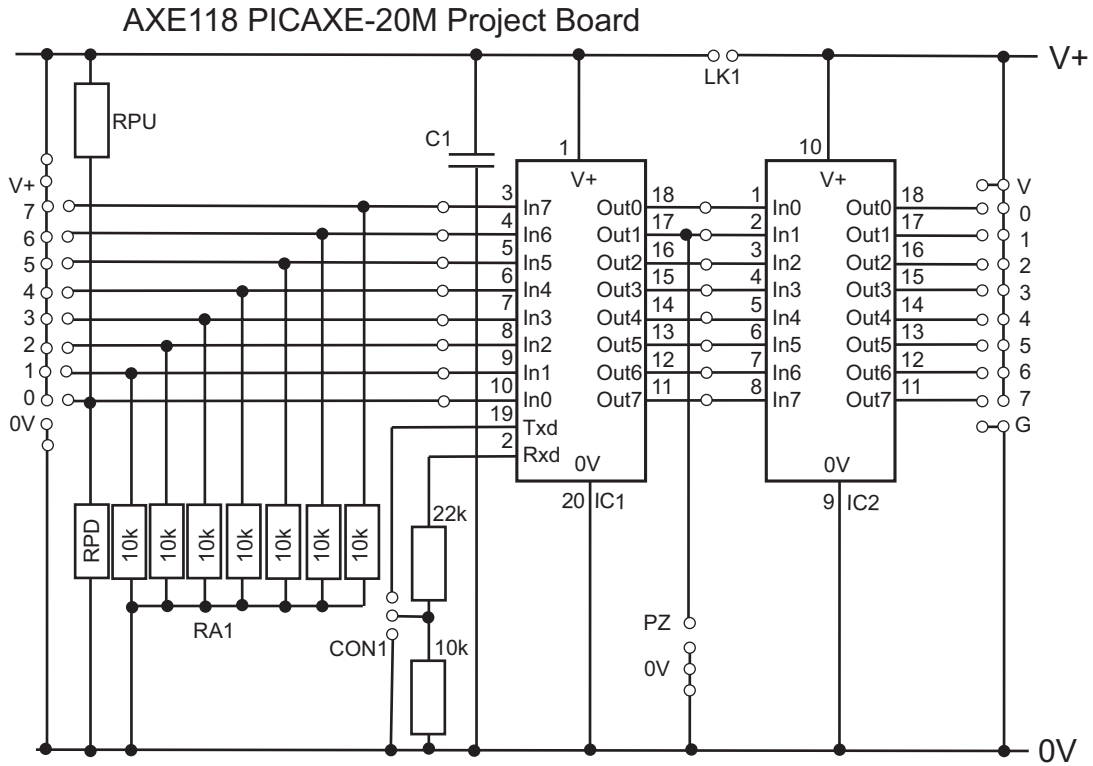 AXE118 PICAXE-20M Project Board
V+
LK1
RPU
C1
1
10
V+
V+
V+
V
7
3
In7
Out0
18
1
In0
Out0
18
0
6
4
In6
Out1
17
2
In1
Out1
17
1
5
5
In5
Out2
16
3
In2
Out2
16
2
4
6
In4
Out3
15
4
In3
Out3
15
3
3
7
In3
Out4
14
5
In4
Out4
14
4
2
8
In2
Out5
13
6
In5
Out5
13
5
1
9
In1
Out6
12
7
In6
Out6
12
6
0
10
In0
Out7
11
8
In7
Out7
11
7
0V
19
Txd
G
2
Rxd
0V
0V
20
IC1
9
IC2
22k
RPD
10k
10k
10k
10k
10k
10k
10k
RA1
CON1
10k
PZ
0V
0V